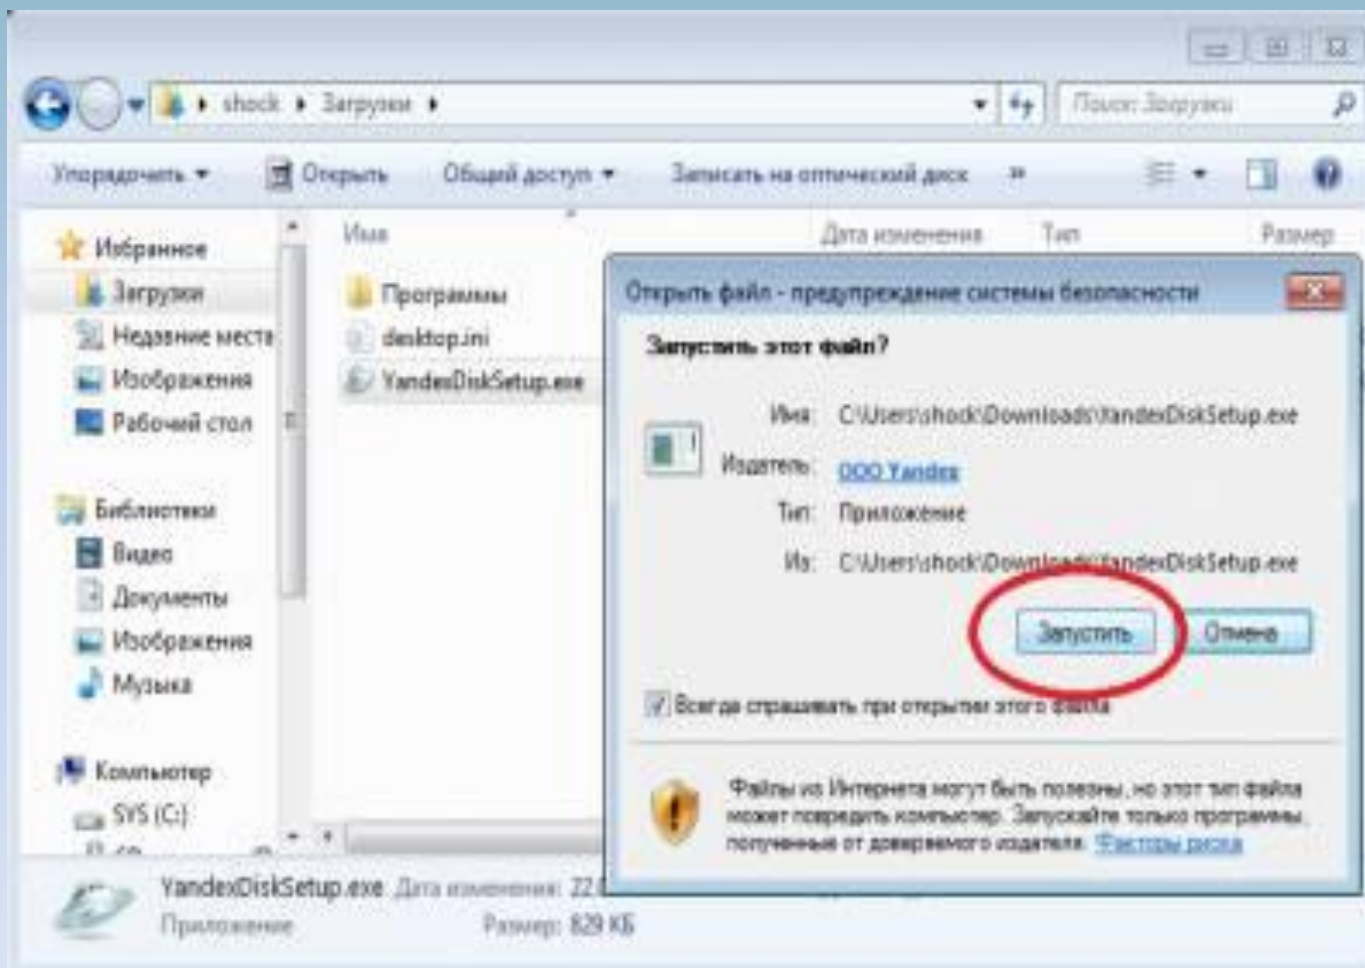 shock ▸ Загрузки
Поиск: Загрузки
Упорядочить Открыть Общий доступ Записать на оптический диск »
Избранное
Загрузки
Недавние места
Изображения
Рабочий стол
Библиотеки
Видео
Документы
Изображения
Музыка
Компьютер
SYS (C:)
Имя Дата изменения Тип Размер
Программы
desktop.ini
YandexDiskSetup.exe
Открыть файл - предупреждение системы безопасности
Запустить этот файл?
Имя: C:\Users\shock\Downloads\YandexDiskSetup.exe
Издатель: OOO Yandex
Тип: Приложение
Из: C:\Users\shock\Downloads\YandexDiskSetup.exe
Запустить Отмена
Всегда спрашивать при открытии этого файла
Файлы из Интернета могут быть полезны, но этот тип файла
может повредить компьютер. Запускайте только программы,
полученные от доверяемого издателя. Факторы риска
YandexDiskSetup.exe Дата изменения: 22
Приложение Размер: 829 КБ